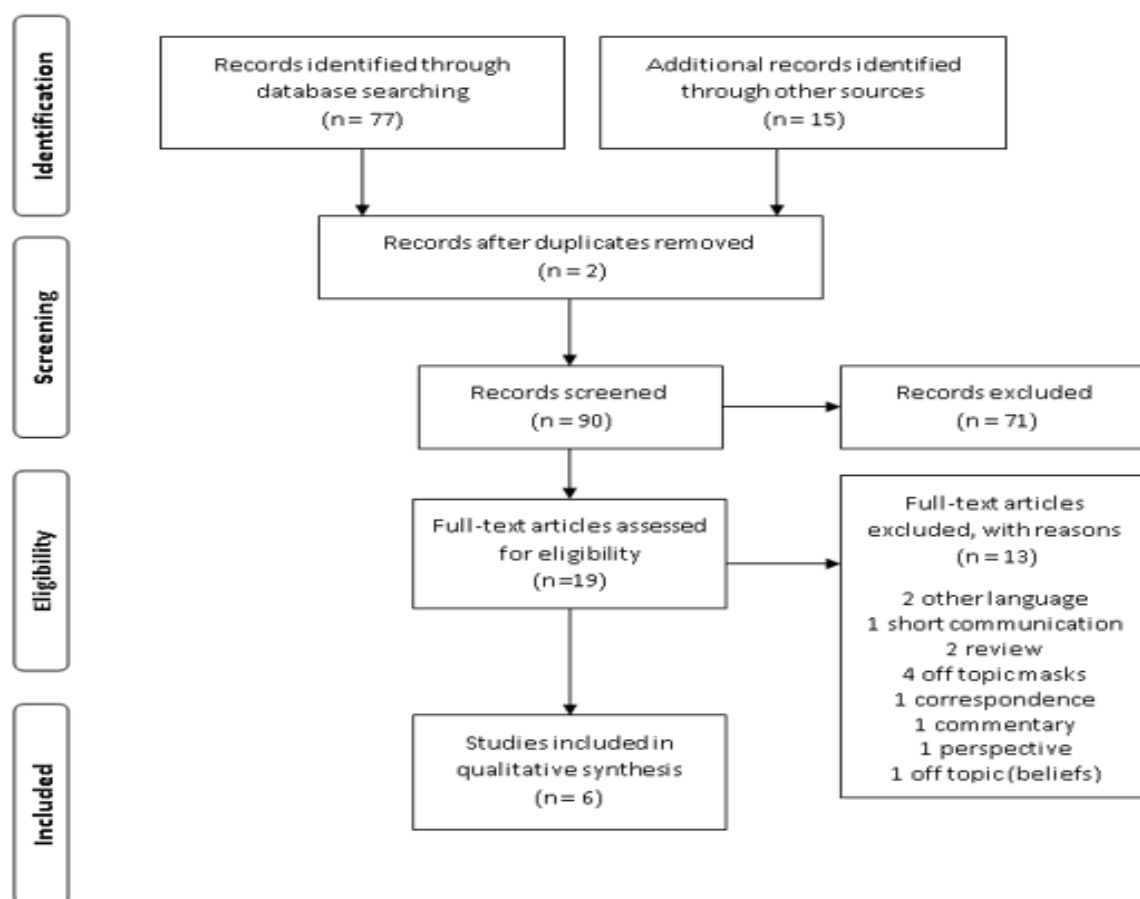 Identification
Records identified through
database searching
(n = 77)
Additional records identified
through other sources
(n = 15)
Screening
Records after duplicates removed
(n = 2)
Records screened
(n = 90)
Records excluded
(n = 71)
Eligibility
Full-text articles assessed
for eligibility
(n=19)
Full-text articles
excluded, with reasons
(n = 13)
2 other language
1 short communication
2 review
4 off topic masks
1 correspondence
1 commentary
1 perspective
1 off topic (beliefs)
Included
Studies included in
qualitative synthesis
(n = 6)